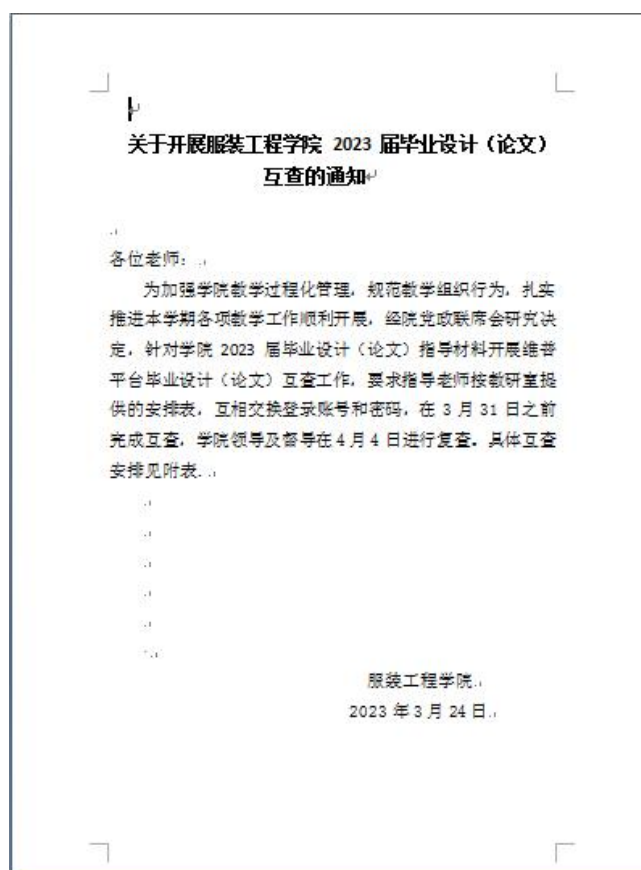 关于开展服装工程学院 2023 届毕业设计（论文）
互查的通知
各位老师：
为加强学院教学过程化管理，规范教学组织行为，扎实
推进本学期各项教学工作顺利开展，经院党政联席会研究决
定，针对学院 2023 届毕业设计（论文）指导材料开展维普
平台毕业设计（论文）互查工作，要求指导老师按教研室提
供的安排表，互相交换登录账号和密码，在 3 月 31 日之前
完成互查，学院领导及督导在 4 月 4 日进行复查。具体互查
安排见附表.
服装工程学院
2023 年 3 月 24 日